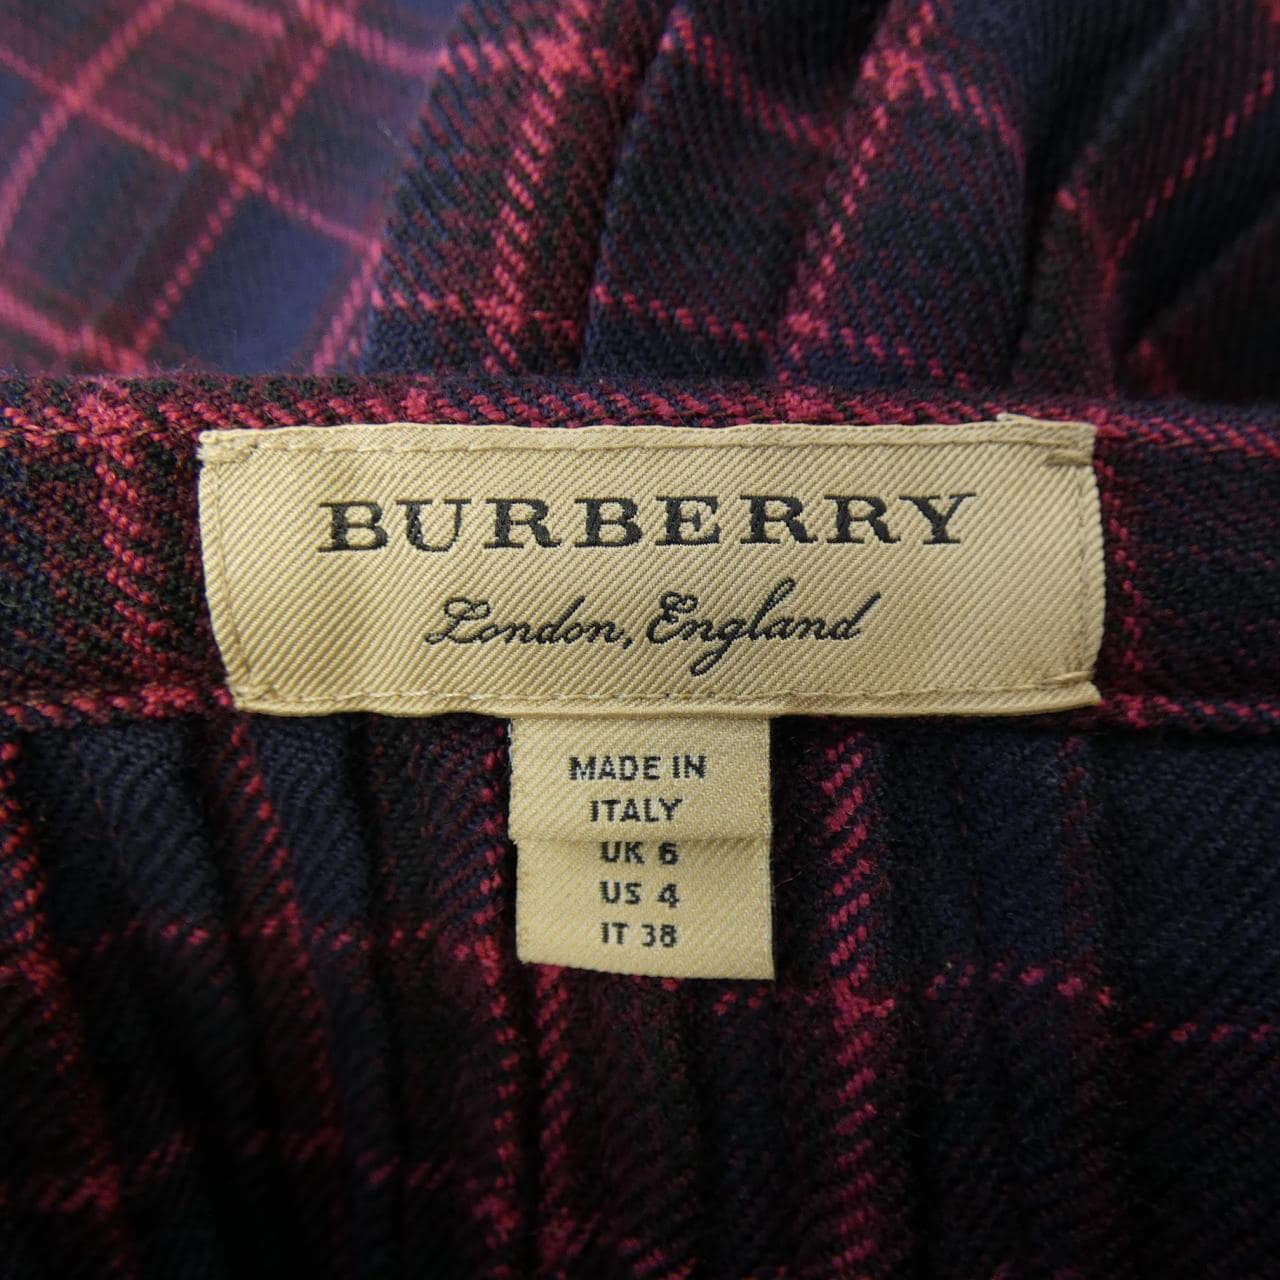 BURBERRY
London, England
MADE IN
ITALY
UK 6
US 4
IT 38